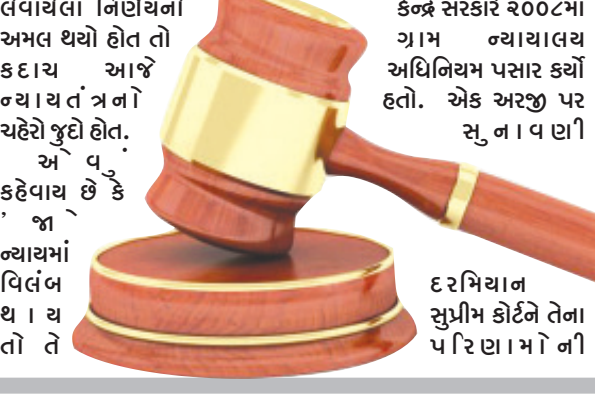 લેવાયેલા નિર્ણયનો
અમલ થયો હોત તો
કદાચ આજે
ન્યાયતંત્રનો
ચહેરો જુદો હોત.
એવું
કહેવાય છે કે
' જો
ન્યાયમાં
વિલંબ
થાય
તો તે
કેન્દ્ર સરકારે ૨૦૦૮માં
ગ્રામ ન્યાયાલય
અધિનિયમ પસાર કર્યો
હતો. એક અરજી પર
સુનાવણી
દરમિયાન
સુપ્રીમ કોર્ટને તેના
પરિણામોની